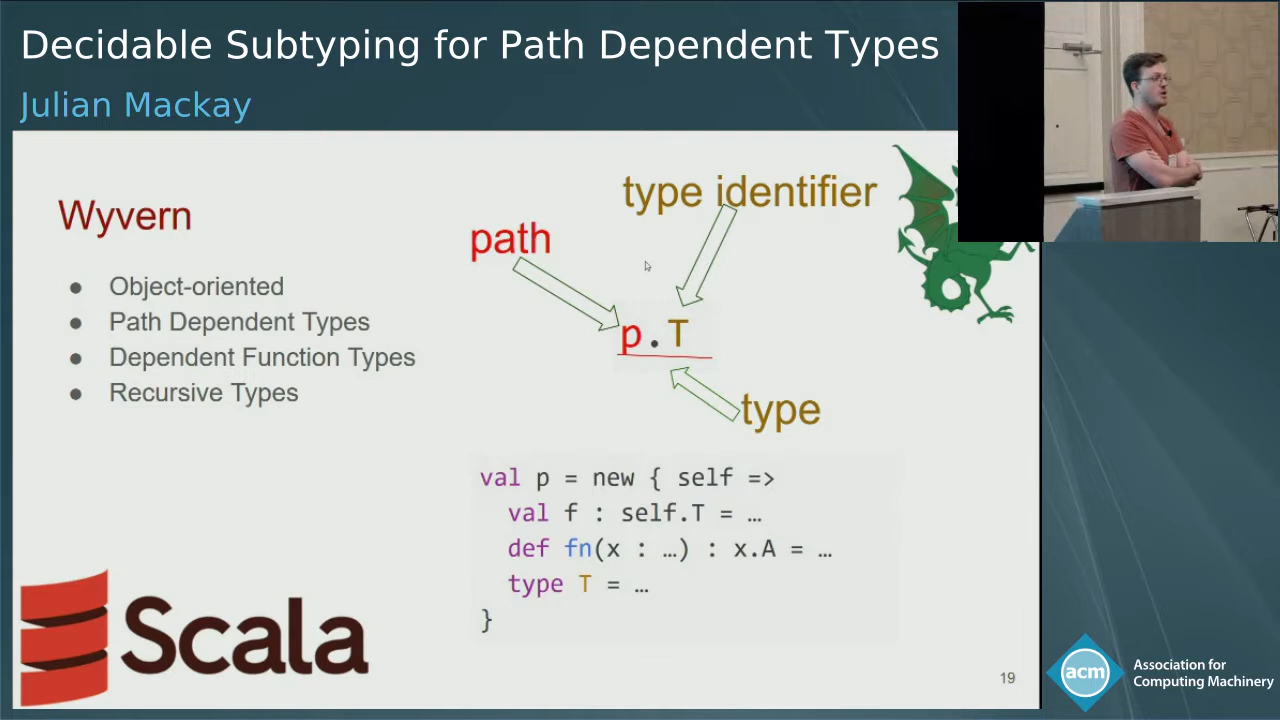 Decidable Subtyping for Path Dependent Types
Julian Mackay
Wyvern
● Object-oriented
● Path Dependent Types
● Dependent Function Types
● Recursive Types
type identifier
path
p.T
type
val p = new { self =>
val f : self.T = …
def fn(x : …) : x.A = …
type T = …
}
Scala
19
acm
Association for
Computing Machinery